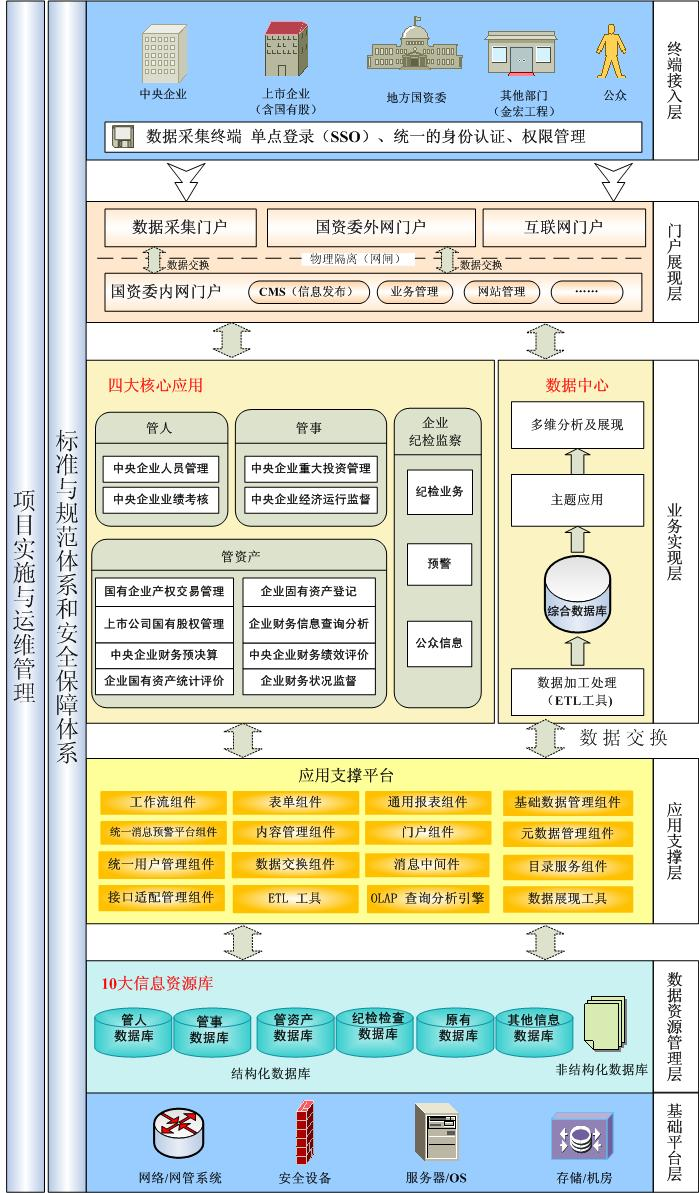 项目实施与运维管理
标准与规范体系和安全保障体系
终端接入层
中央企业
上市企业
（含国有股）
地方国资委
其他部门
（金宏工程）
公众
数据采集终端 单点登录（SSO）、统一的身份认证、权限管理
门户展现层
数据采集门户
国资委外网门户
互联网门户
数据交换
物理隔离（网闸）
数据交换
国资委内网门户
CMS（信息发布）
业务管理
网站管理
……
业务实现层
四大核心应用
管人
中央企业人员管理
中央企业业绩考核
管事
中央企业重大投资管理
中央企业经济运行监督
企业
纪检监察
纪检业务
预警
公众信息
管资产
国有企业产权交易管理
企业固有资产登记
上市公司国有股权管理
企业财务信息查询分析
中央企业财务预决算
中央企业财务绩效评价
企业国有资产统计评价
企业财务状况监督
数据中心
多维分析及展现
主题应用
综合数据库
数据加工处理
（ETL工具)
数据交换
应用支撑层
应用支撑平台
工作流组件
表单组件
通用报表组件
基础数据管理组件
统一消息预警平台组件
内容管理组件
门户组件
元数据管理组件
统一用户管理组件
数据交换组件
消息中间件
目录服务组件
接口适配管理组件
ETL 工具
OLAP 查询分析引擎
数据展现工具
数据资源管理层
10大信息资源库
管人
数据库
管事
数据库
管资产
数据库
纪检检查
数据库
原有
数据库
其他信息
数据库
结构化数据库
非结构化数据库
基础平台层
网络/网管系统
安全设备
服务器/OS
存储/机房